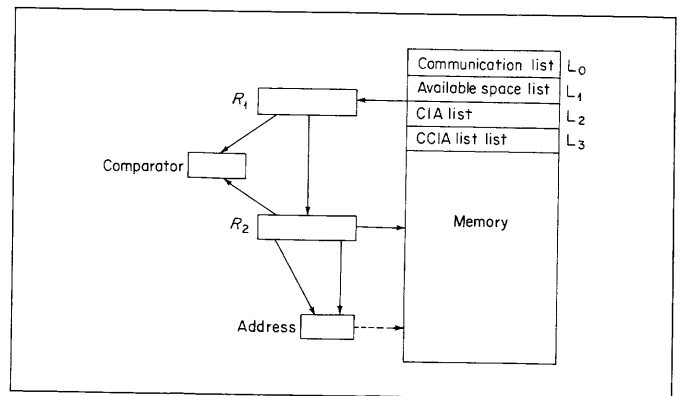 Communication list L0
Available space list L1
R1
CIA list L2
CCIA list list L3
Comparator
R2
Memory
Address